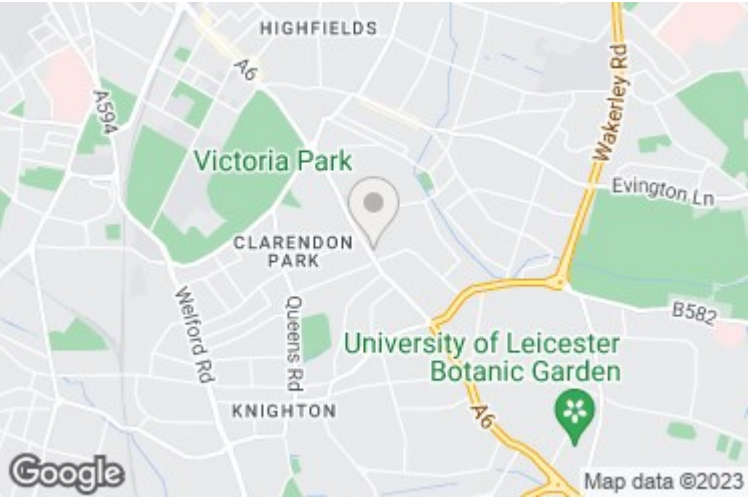 HIGHFIELDS
A6
A594
Wakerley Rd
Victoria Park
Evington Ln
CLARENDON
PARK
Welford Rd
Queens Rd
B582
University of Leicester
Botanic Garden
KNIGHTON
A6
Google
Map data ©2023